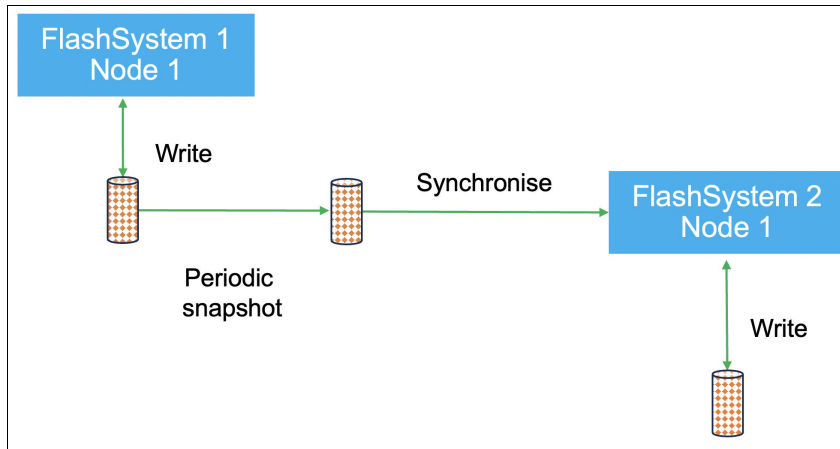 FlashSystem 1
Node 1
Write
Synchronise
FlashSystem 2
Node 1
Periodic
snapshot
Write